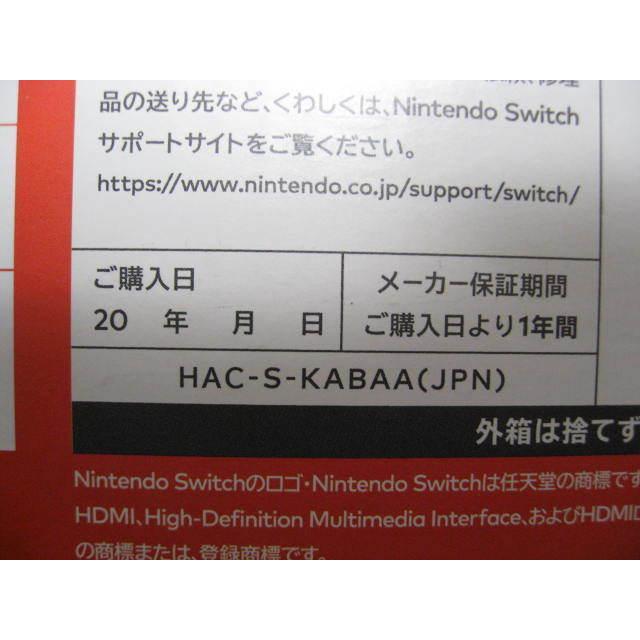 品の送り先など、くわしくは、Nintendo Switch
サポートサイトをご覧ください。
https://www.nintendo.co.jp/support/switch/
ご購入日
20 年 月 日
メーカー保証期間
ご購入日より1年間
HAC-S-KABAA(JPN)
外箱は捨てず
Nintendo Switchのロゴ・Nintendo Switchは任天堂の商標です
HDMI、High-Definition Multimedia Interface、およびHDMI
の商標または、登録商標です。